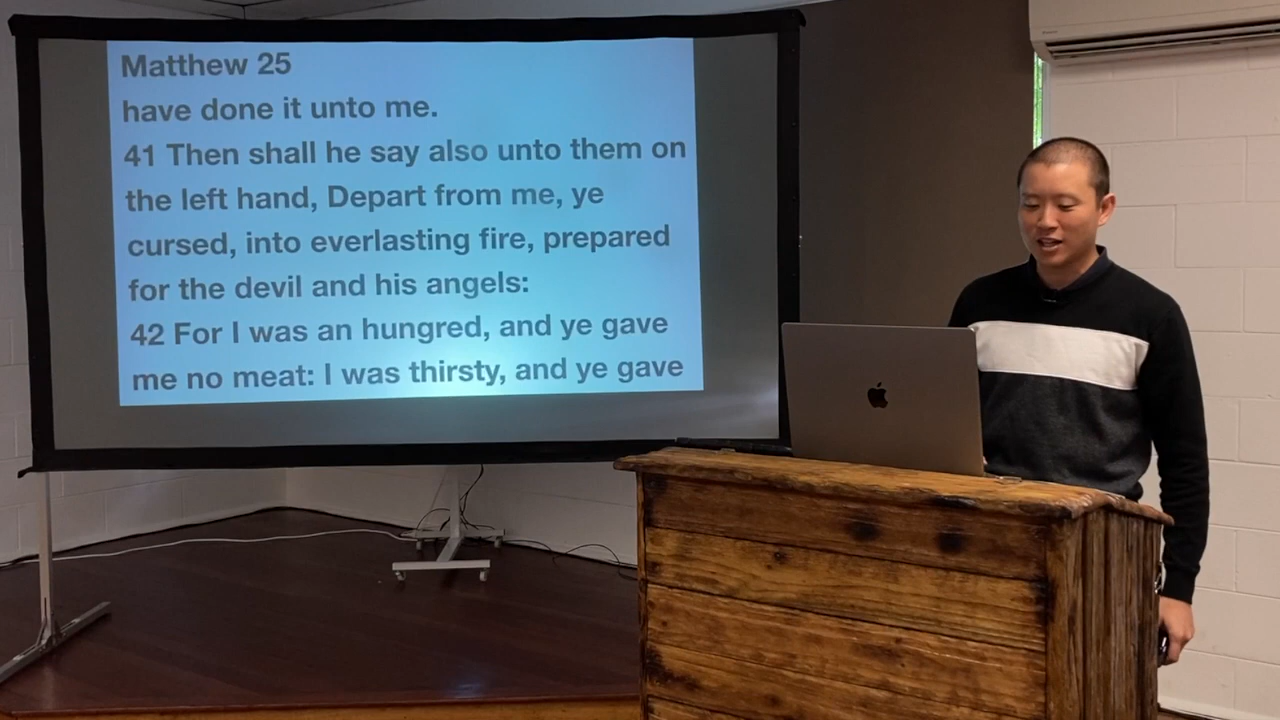 Matthew 25
have done it unto me.
41 Then shall he say also unto them on
the left hand, Depart from me, ye
cursed, into everlasting fire, prepared
for the devil and his angels:
42 For I was an hungred, and ye gave
me no meat: I was thirsty, and ye gave